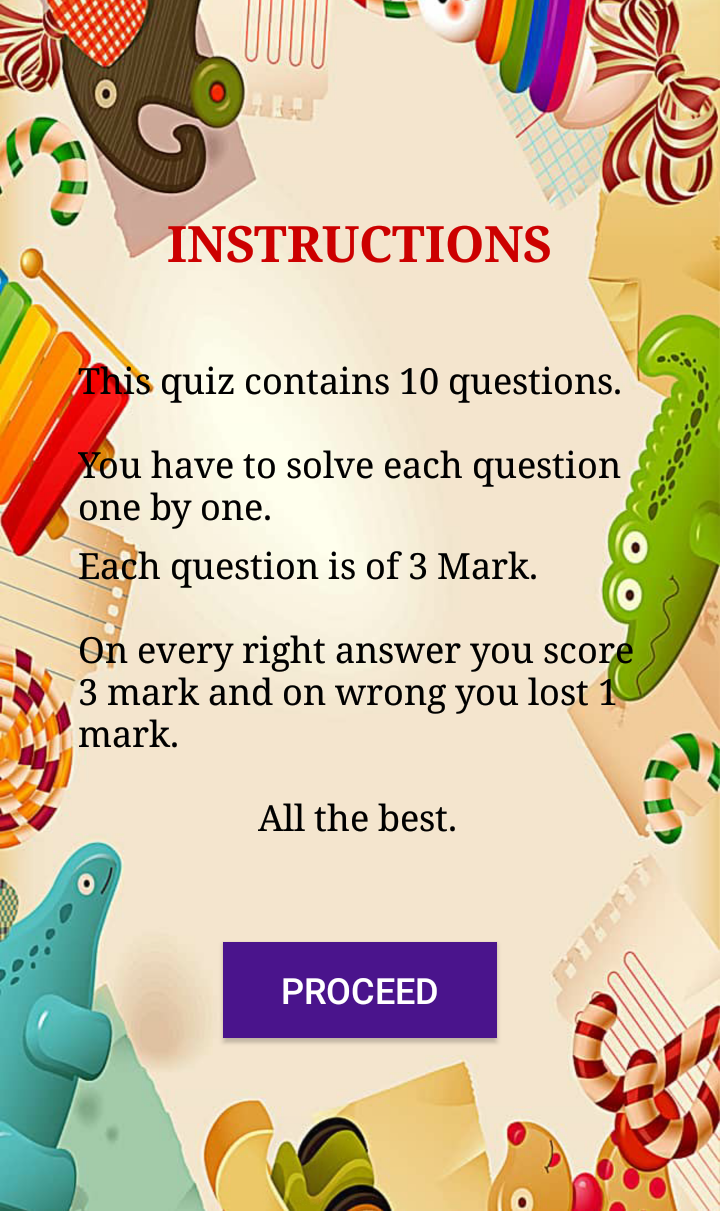 INSTRUCTIONS
This quiz contains 10 questions.
You have to solve each question
one by one.
Each question is of 3 Mark.
On every right answer you score
3 mark and on wrong you lost 1
mark.
All the best.
PROCEED